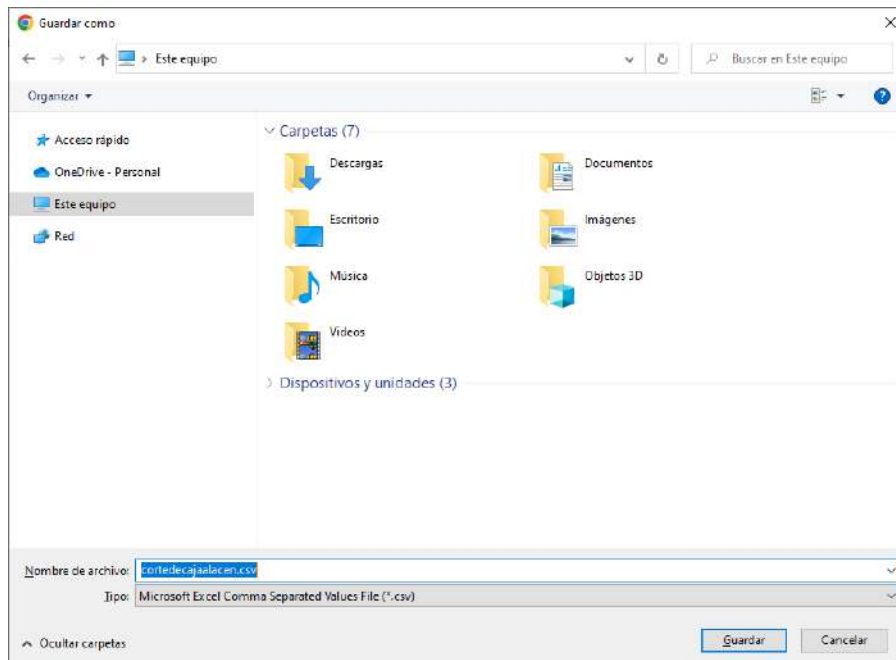 Guardar como
Este equipo
Buscar en Este equipo
Organizar
Acceso rápido
OneDrive - Personal
Este equipo
Red
Carpetas (7)
Descargas
Documentos
Escritorio
Imágenes
Música
Objetos 3D
Videos
Dispositivos y unidades (3)
Nombre de archivo: cortedecajaalacen.csv
Tipo: Microsoft Excel Comma Separated Values File (*.csv)
Ocultar carpetas
Guardar
Cancelar